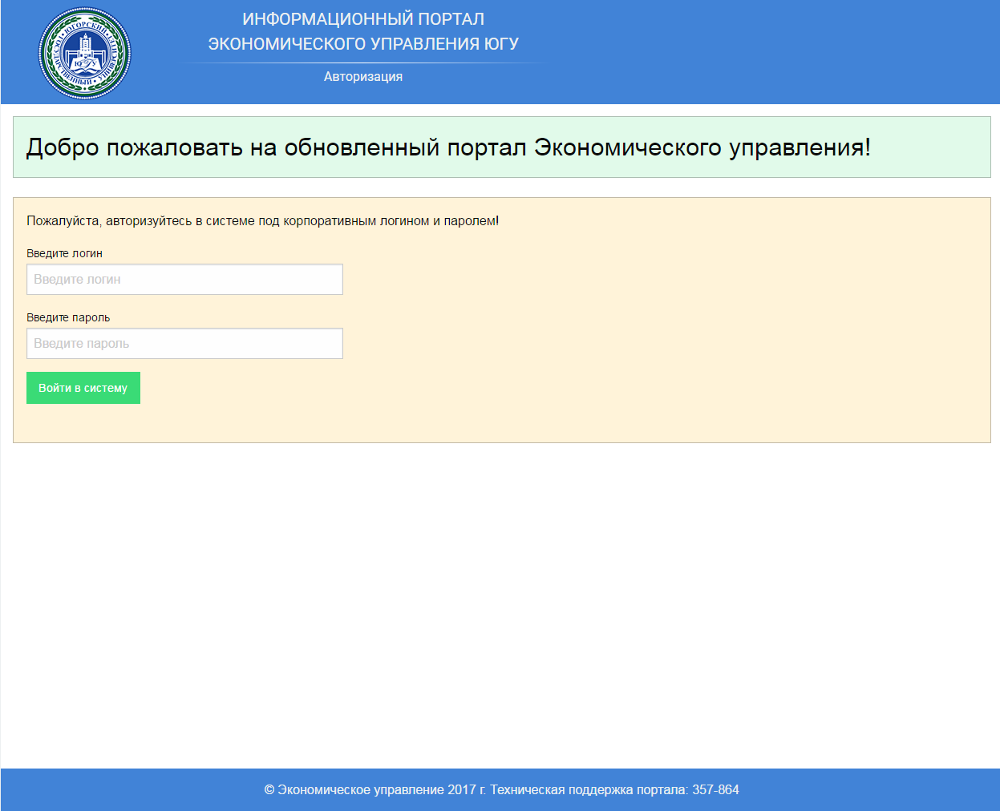 ЮГОРСКИЙ
ГОСУДАРСТВЕННЫЙ
УНИВЕРСИТЕТ
ИНФОРМАЦИОННЫЙ ПОРТАЛ
ЭКОНОМИЧЕСКОГО УПРАВЛЕНИЯ ЮГУ
Авторизация
Добро пожаловать на обновленный портал Экономического управления!
Пожалуйста, авторизуйтесь в системе под корпоративным логином и паролем!
Введите логин
Введите логин
Введите пароль
Введите пароль
Войти в систему
© Экономическое управление 2017 г. Техническая поддержка портала: 357-864